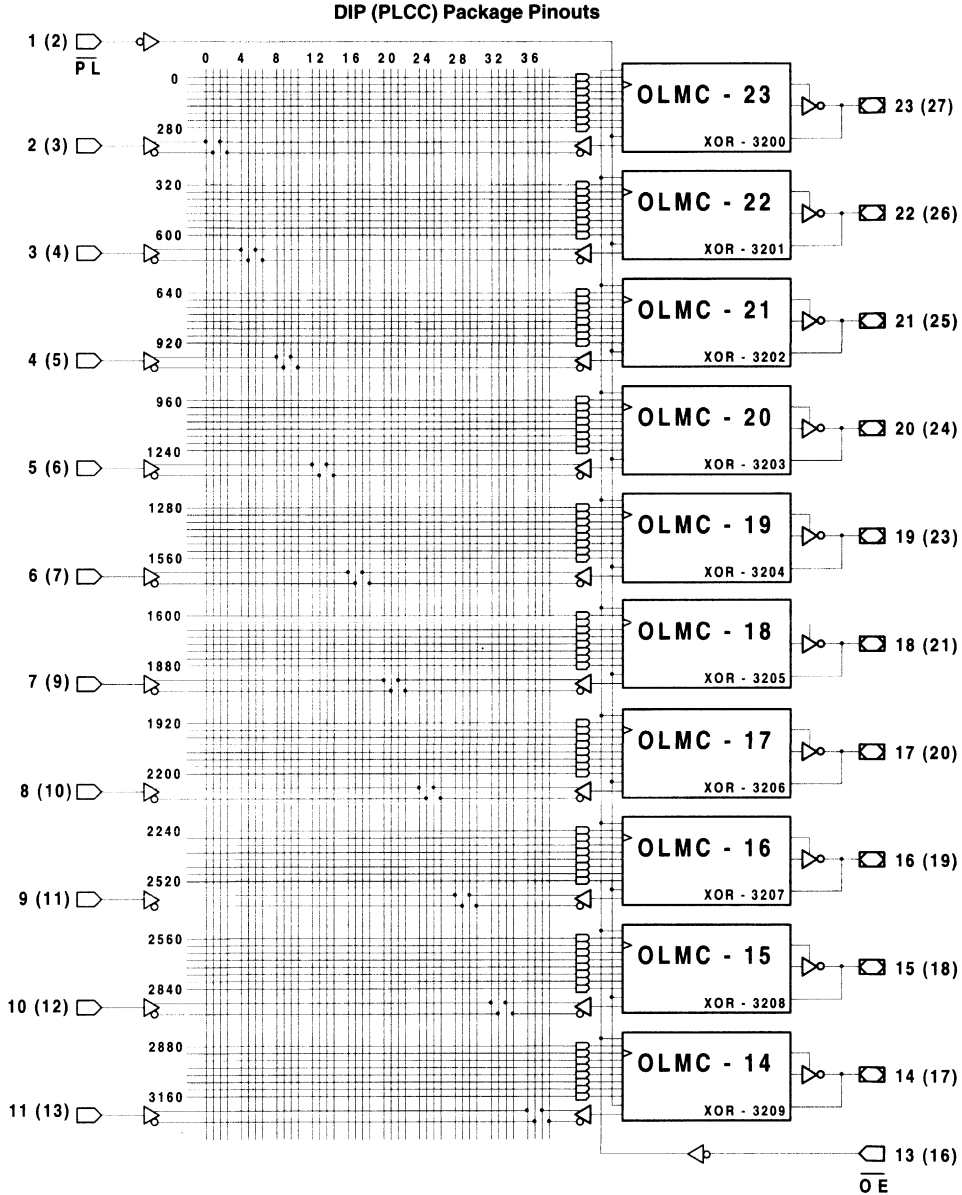 DIP (PLCC) Package Pinouts
1 (2)
PL
0 4 8 12 16 20 24 28 32 36
0
OLMC - 23
23 (27)
280
XOR - 3200
2 (3)
320
OLMC - 22
22 (26)
600
XOR - 3201
3 (4)
640
OLMC - 21
21 (25)
920
XOR - 3202
4 (5)
960
OLMC - 20
20 (24)
1240
XOR - 3203
5 (6)
1280
OLMC - 19
19 (23)
1560
XOR - 3204
6 (7)
1600
OLMC - 18
18 (21)
1880
XOR - 3205
7 (9)
1920
OLMC - 17
17 (20)
2200
XOR - 3206
8 (10)
2240
OLMC - 16
16 (19)
2520
XOR - 3207
9 (11)
2560
OLMC - 15
15 (18)
2840
XOR - 3208
10 (12)
2880
OLMC - 14
14 (17)
3160
XOR - 3209
11 (13)
13 (16)
OE